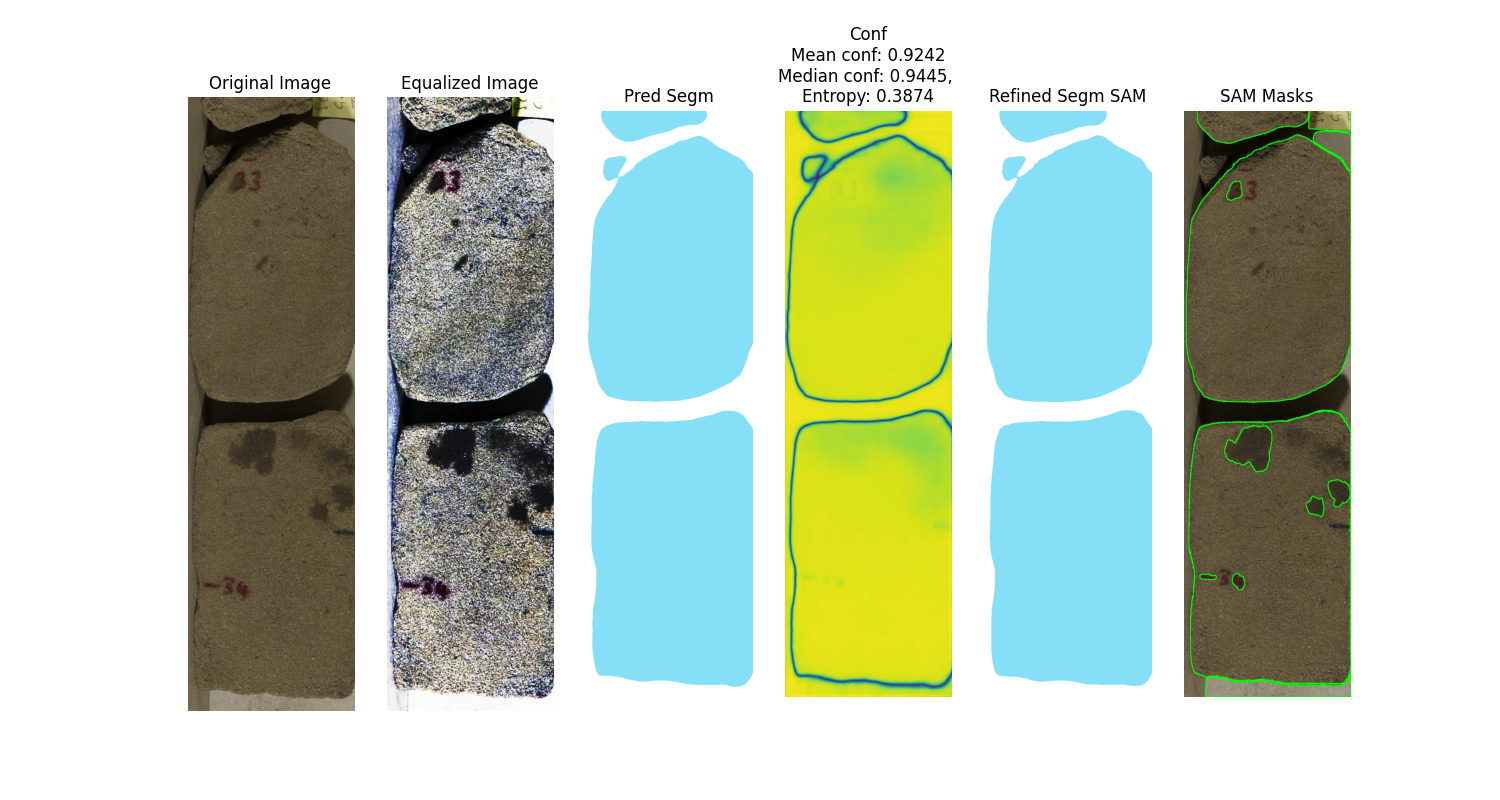 Conf
Mean conf: 0.9242
Median conf: 0.9445,
Entropy: 0.3874
Original Image
Equalized Image
Pred Segm
Refined Segm SAM
SAM Masks
-34